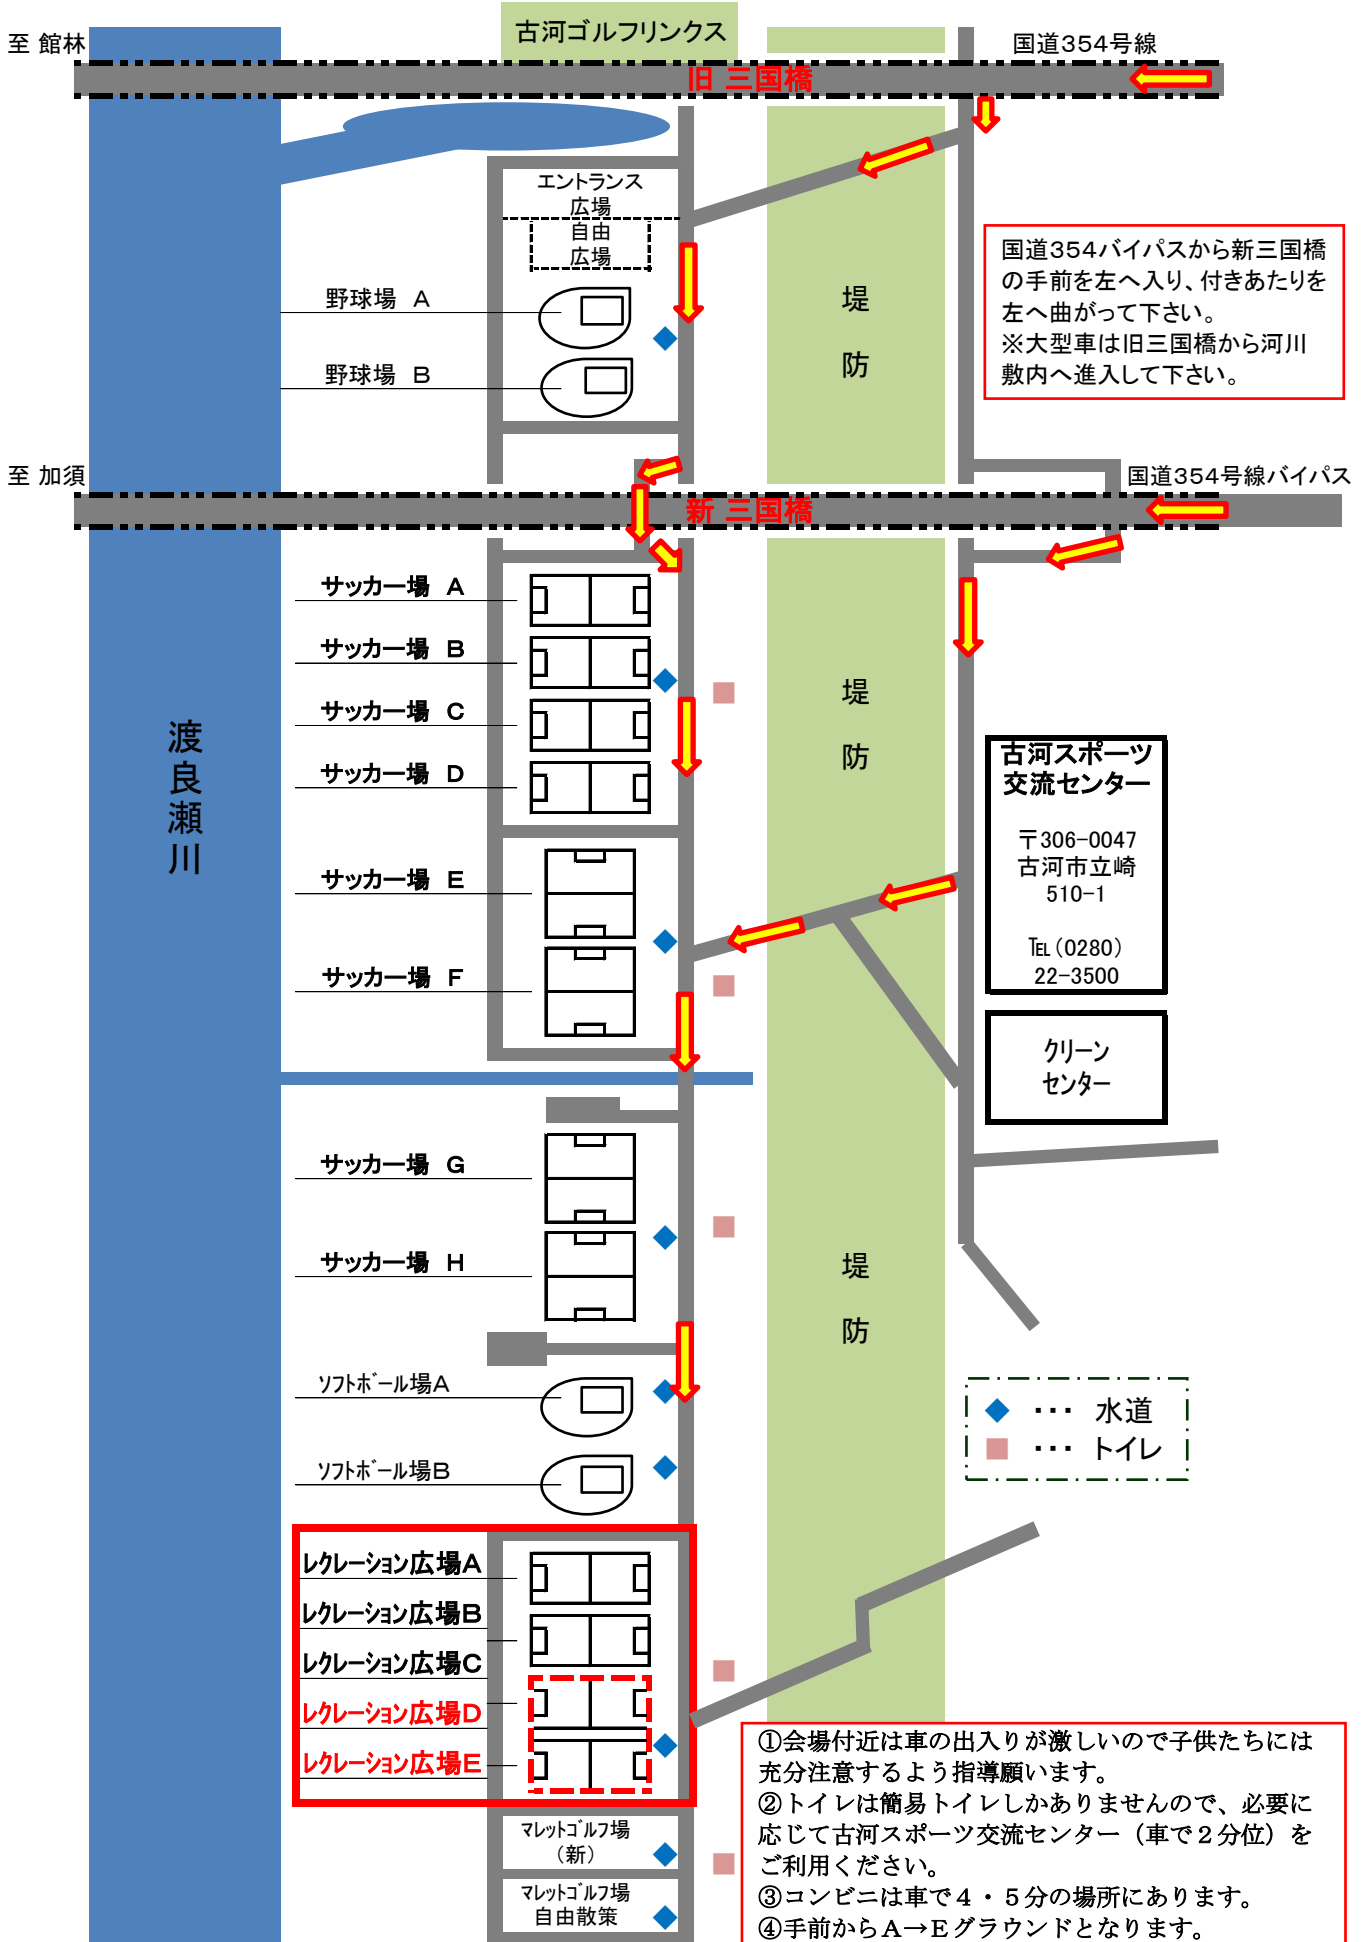 古河ゴルフリンクス
至 館林
国道354号線
旧 三国橋
エントランス
広場
自由
広場
野球場 A
野球場 B
堤
防
国道354バイパスから新三国橋
の手前を左へ入り、付きあたりを
左へ曲がって下さい。
※大型車は旧三国橋から河川
敷内へ進入して下さい。
至 加須
国道354号線バイパス
新 三国橋
サッカー場 A
サッカー場 B
サッカー場 C
サッカー場 D
渡
良
瀬
川
堤
防
古河スポーツ
交流センター
〒306-0047
古河市立崎
510-1
℡(0280)
22-3500
サッカー場 E
サッカー場 F
クリーン
センター
サッカー場 G
サッカー場 H
堤
防
ソフトボール場A
ソフトボール場B
◆ ・・・ 水道
■ ・・・ トイレ
レクレーション広場A
レクレーション広場B
レクレーション広場C
レクレーション広場D
レクレーション広場E
マレットゴルフ場
(新)
マレットゴルフ場
自由散策
①会場付近は車の出入りが激しいので子供たちには
充分注意するよう指導願います。
②トイレは簡易トイレしかありませんので、必要に
応じて古河スポーツ交流センター(車で2分位)を
ご利用ください。
③コンビニは車で4・5分の場所にあります。
④手前からA→Eグラウンドとなります。